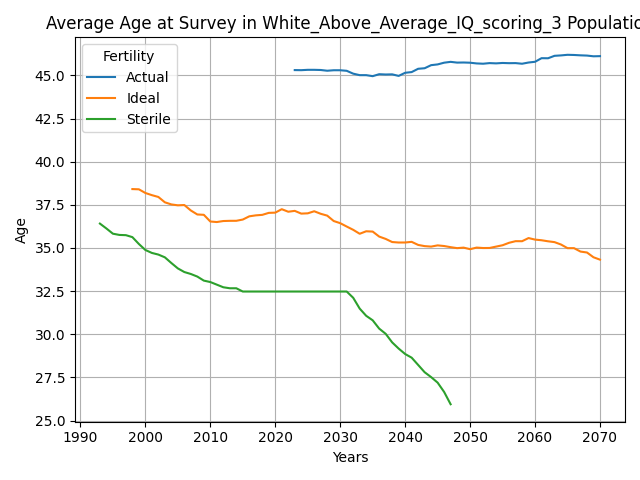 Average Age at Survey in White_Above_Average_IQ_scoring_3 Populatio
Fertility
Actual
Ideal
Sterile
Age
45.0
42.5
40.0
37.5
35.0
32.5
30.0
27.5
25.0
1990 2000 2010 2020 2030 2040 2050 2060 2070
Years